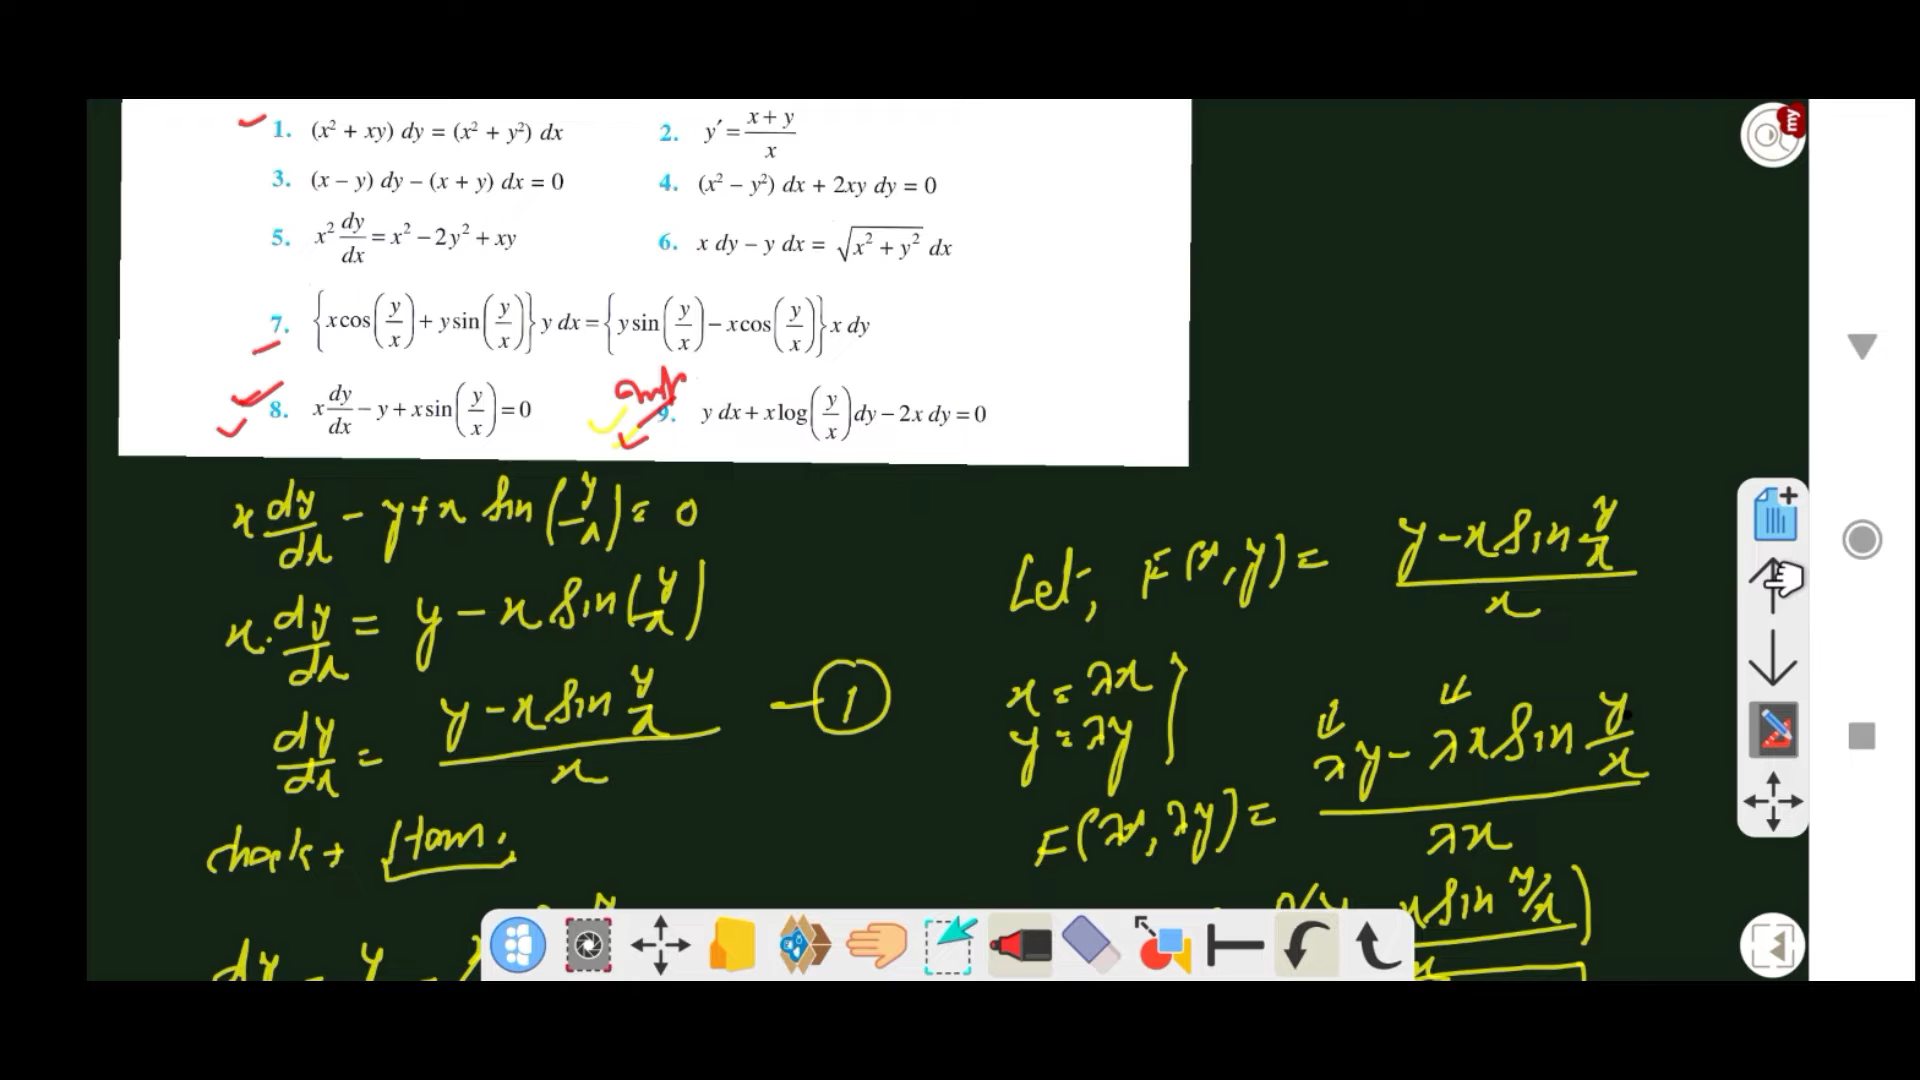 1. (x² + xy) dy = (x² + y²) dx
2. y′ = (x + y)/x
3. (x – y) dy – (x + y) dx = 0
4. (x² – y²) dx + 2xy dy = 0
5. x² dy/dx = x² – 2y² + xy
6. x dy – y dx = √(x² + y²) dx
7. {x cos(y/x) + y sin(y/x)} y dx = {y sin(y/x) – x cos(y/x)} x dy
8. x dy/dx – y + x sin(y/x) = 0
9. y dx + x log(y/x) dy – 2x dy = 0
x dy/dx - y + x sin(y/x) = 0
x. dy/dx = y - x sin(y/x)
dy/dx = (y - x sin y/x)/x — ①
Let, F(x, y) = (y - x sin y/x)/x
x = λx
y = λy
F(λx, λy) = (λy - λx sin y/x)/λx
x sin y/x)
my